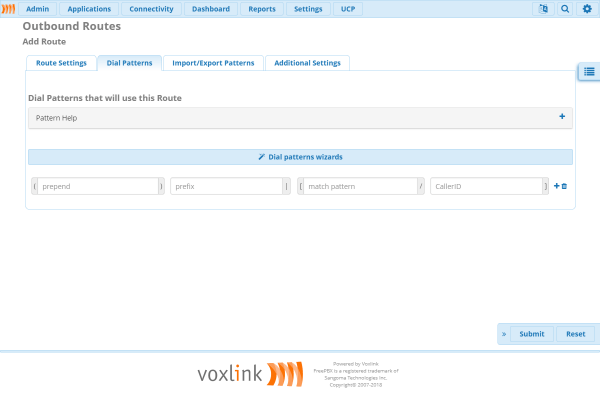 Admin Applications Connectivity Dashboard Reports Settings UCP
Outbound Routes
Add Route
Route Settings Dial Patterns Import/Export Patterns Additional Settings
Dial Patterns that will use this Route
Pattern Help +
Dial patterns wizards
( prepend ) prefix | [ match pattern / CallerID ] +
» Submit Reset
voxlink
Powered by Voxlink
FreePBX is a registered trademark of
Sangoma Technologies Inc.
Copyright© 2007-2018